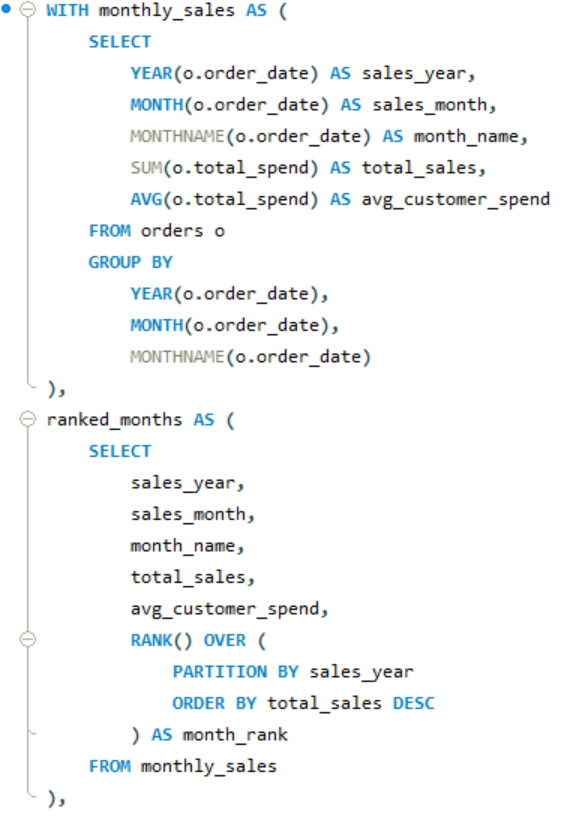 WITH monthly_sales AS (
    SELECT
        YEAR(o.order_date) AS sales_year,
        MONTH(o.order_date) AS sales_month,
        MONTHNAME(o.order_date) AS month_name,
        SUM(o.total_spend) AS total_sales,
        AVG(o.total_spend) AS avg_customer_spend
    FROM orders o
    GROUP BY
        YEAR(o.order_date),
        MONTH(o.order_date),
        MONTHNAME(o.order_date)
),
ranked_months AS (
    SELECT
        sales_year,
        sales_month,
        month_name,
        total_sales,
        avg_customer_spend,
        RANK() OVER (
            PARTITION BY sales_year
            ORDER BY total_sales DESC
        ) AS month_rank
    FROM monthly_sales
),